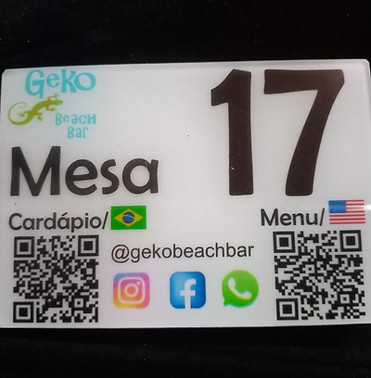 GeKO
Beach
Bar
Mesa 17
Cardápio/ Menu/
@gekobeachbar